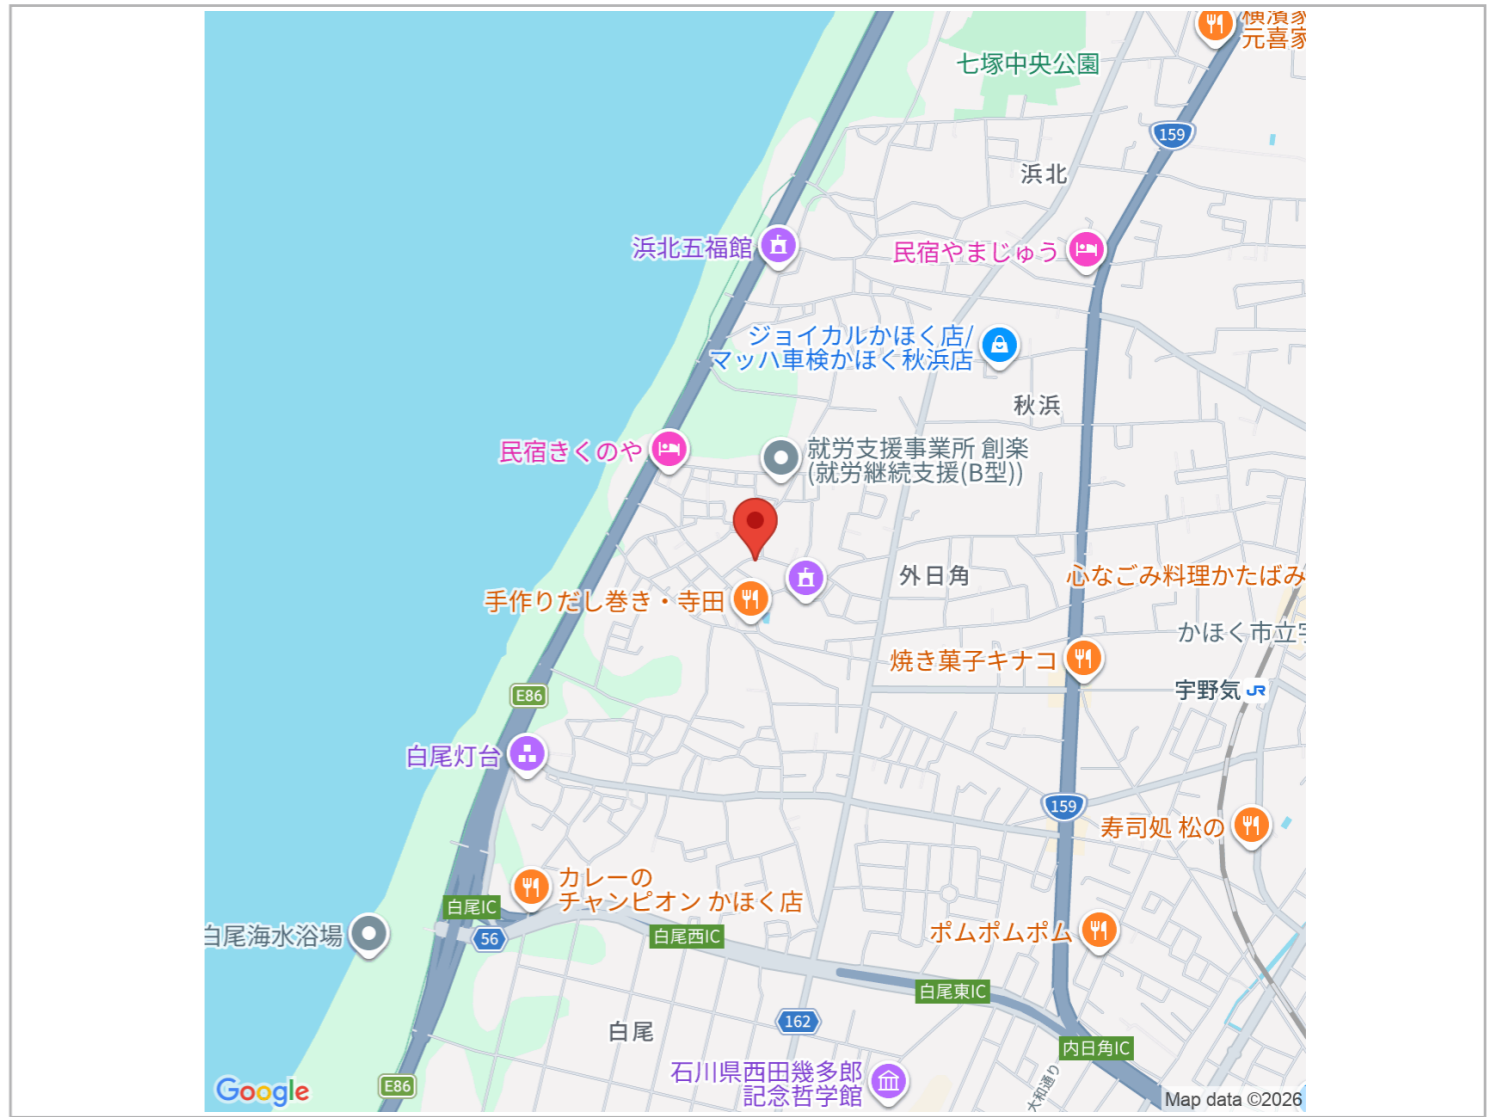 横濱家
元喜家
七塚中央公園
159
浜北
浜北五福館
民宿やまじゅう
ジョイカルかほく店/
マッハ車検かほく秋浜店
秋浜
民宿きくのや
就労支援事業所 創楽
(就労継続支援(B型))
外日角
心なごみ料理かたばみ
手作りだし巻き・寺田
かほく市立宇
焼き菓子キナコ
宇野気 JR
E86
白尾灯台
159
寿司処 松の
カレーの
チャンピオン かほく店
白尾IC
白尾海水浴場
56
白尾西IC
ポムポムポム
白尾東IC
162
白尾
内日角IC
石川県西田幾多郎
記念哲学館
大和通り
E86
Google
Map data ©2026